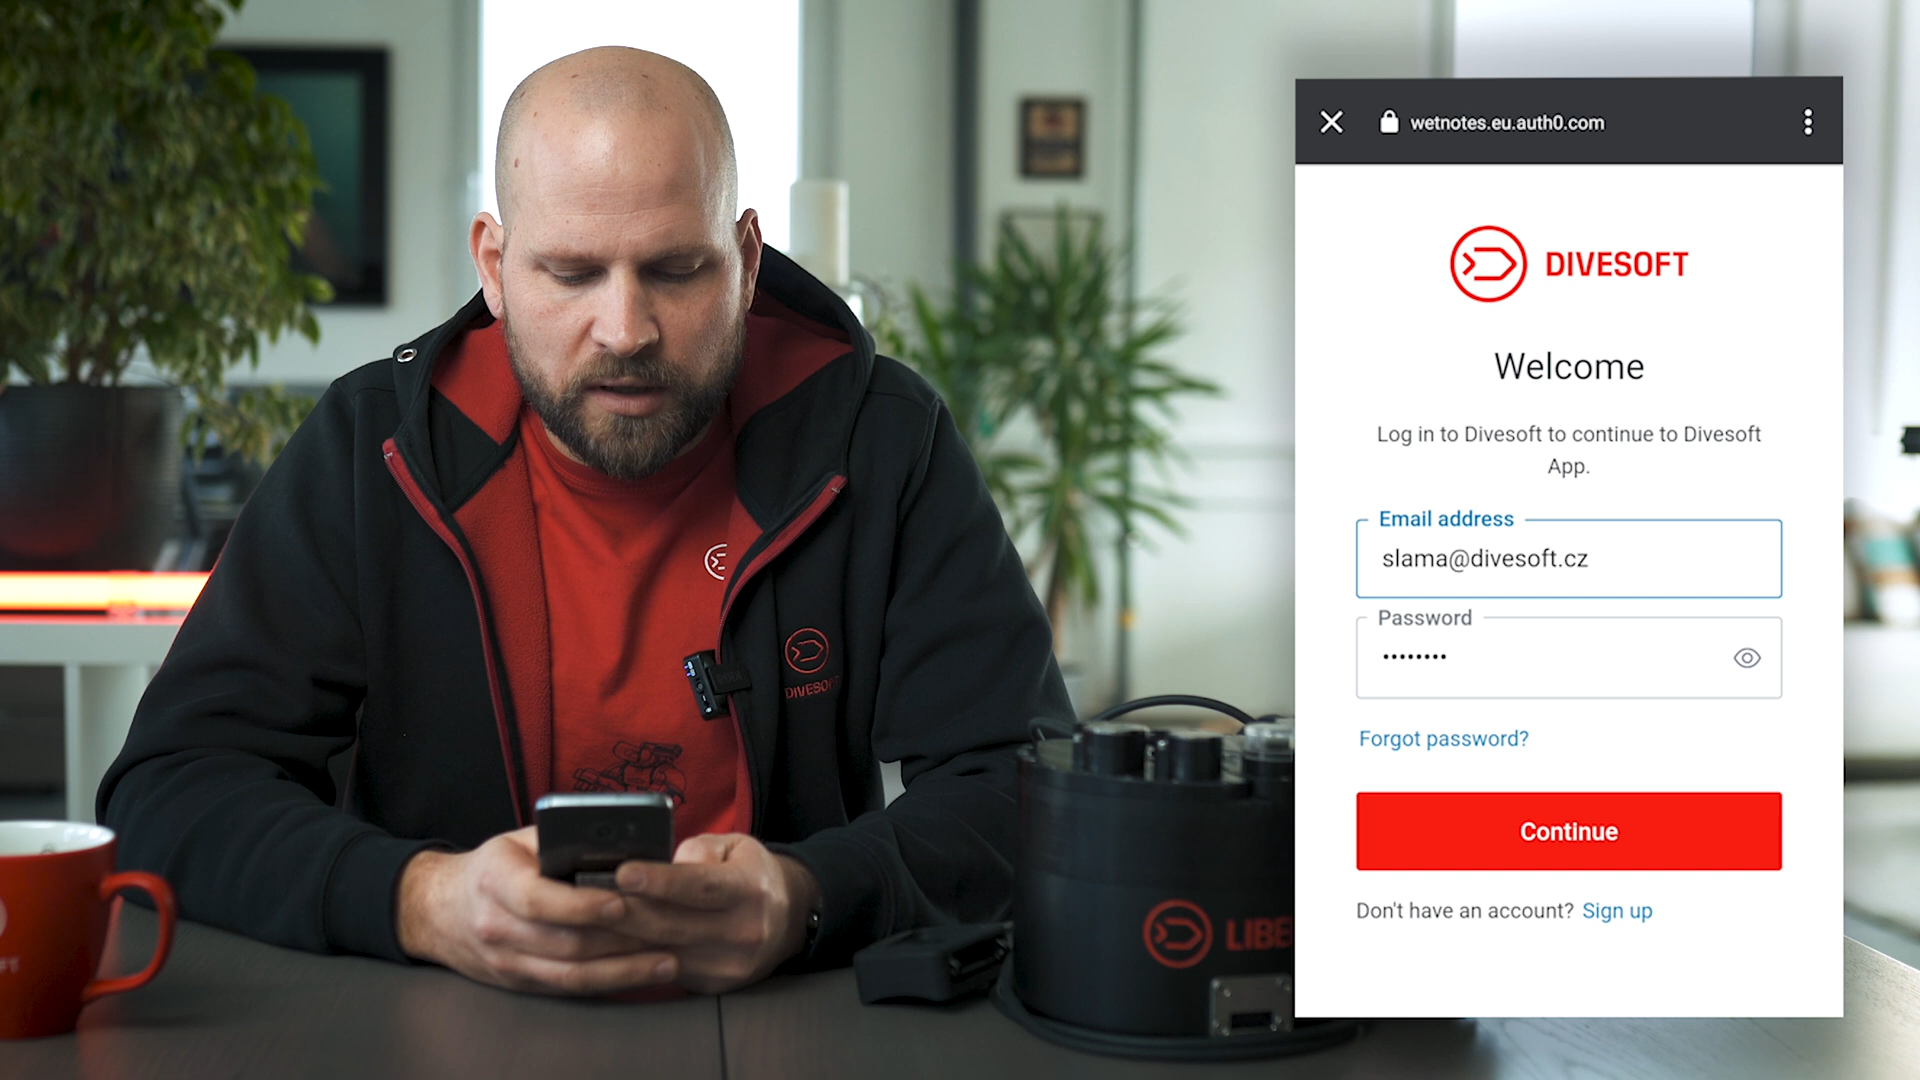 wetnotes.eu.auth0.com
DIVESOFT
Welcome
Log in to Divesoft to continue to Divesoft
App.
Email address
slama@divesoft.cz
Password
••••••••
Forgot password?
Continue
Don't have an account? Sign up
DIVESOFT
LIBE